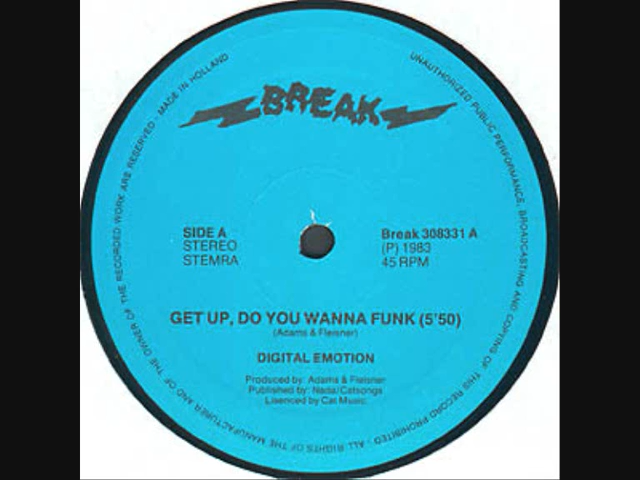 BREAK
ALL RIGHTS OF THE MANUFACTURER AND OF THE OWNER OF THE RECORDED WORK ARE RESERVED - MADE IN HOLLAND
UNAUTHORIZED PUBLIC PERFORMANCE, BROADCASTING AND COPYING OF THIS RECORD PROHIBITED -
SIDE A
STEREO
STEMRA
Break 308331 A
(P) 1983
45 RPM
GET UP, DO YOU WANNA FUNK (5'50)
(Adams & Fleisner)
DIGITAL EMOTION
Produced by: Adams & Fleisner
Published by: Nada/Catsongs
Lisenced by Cat Music.